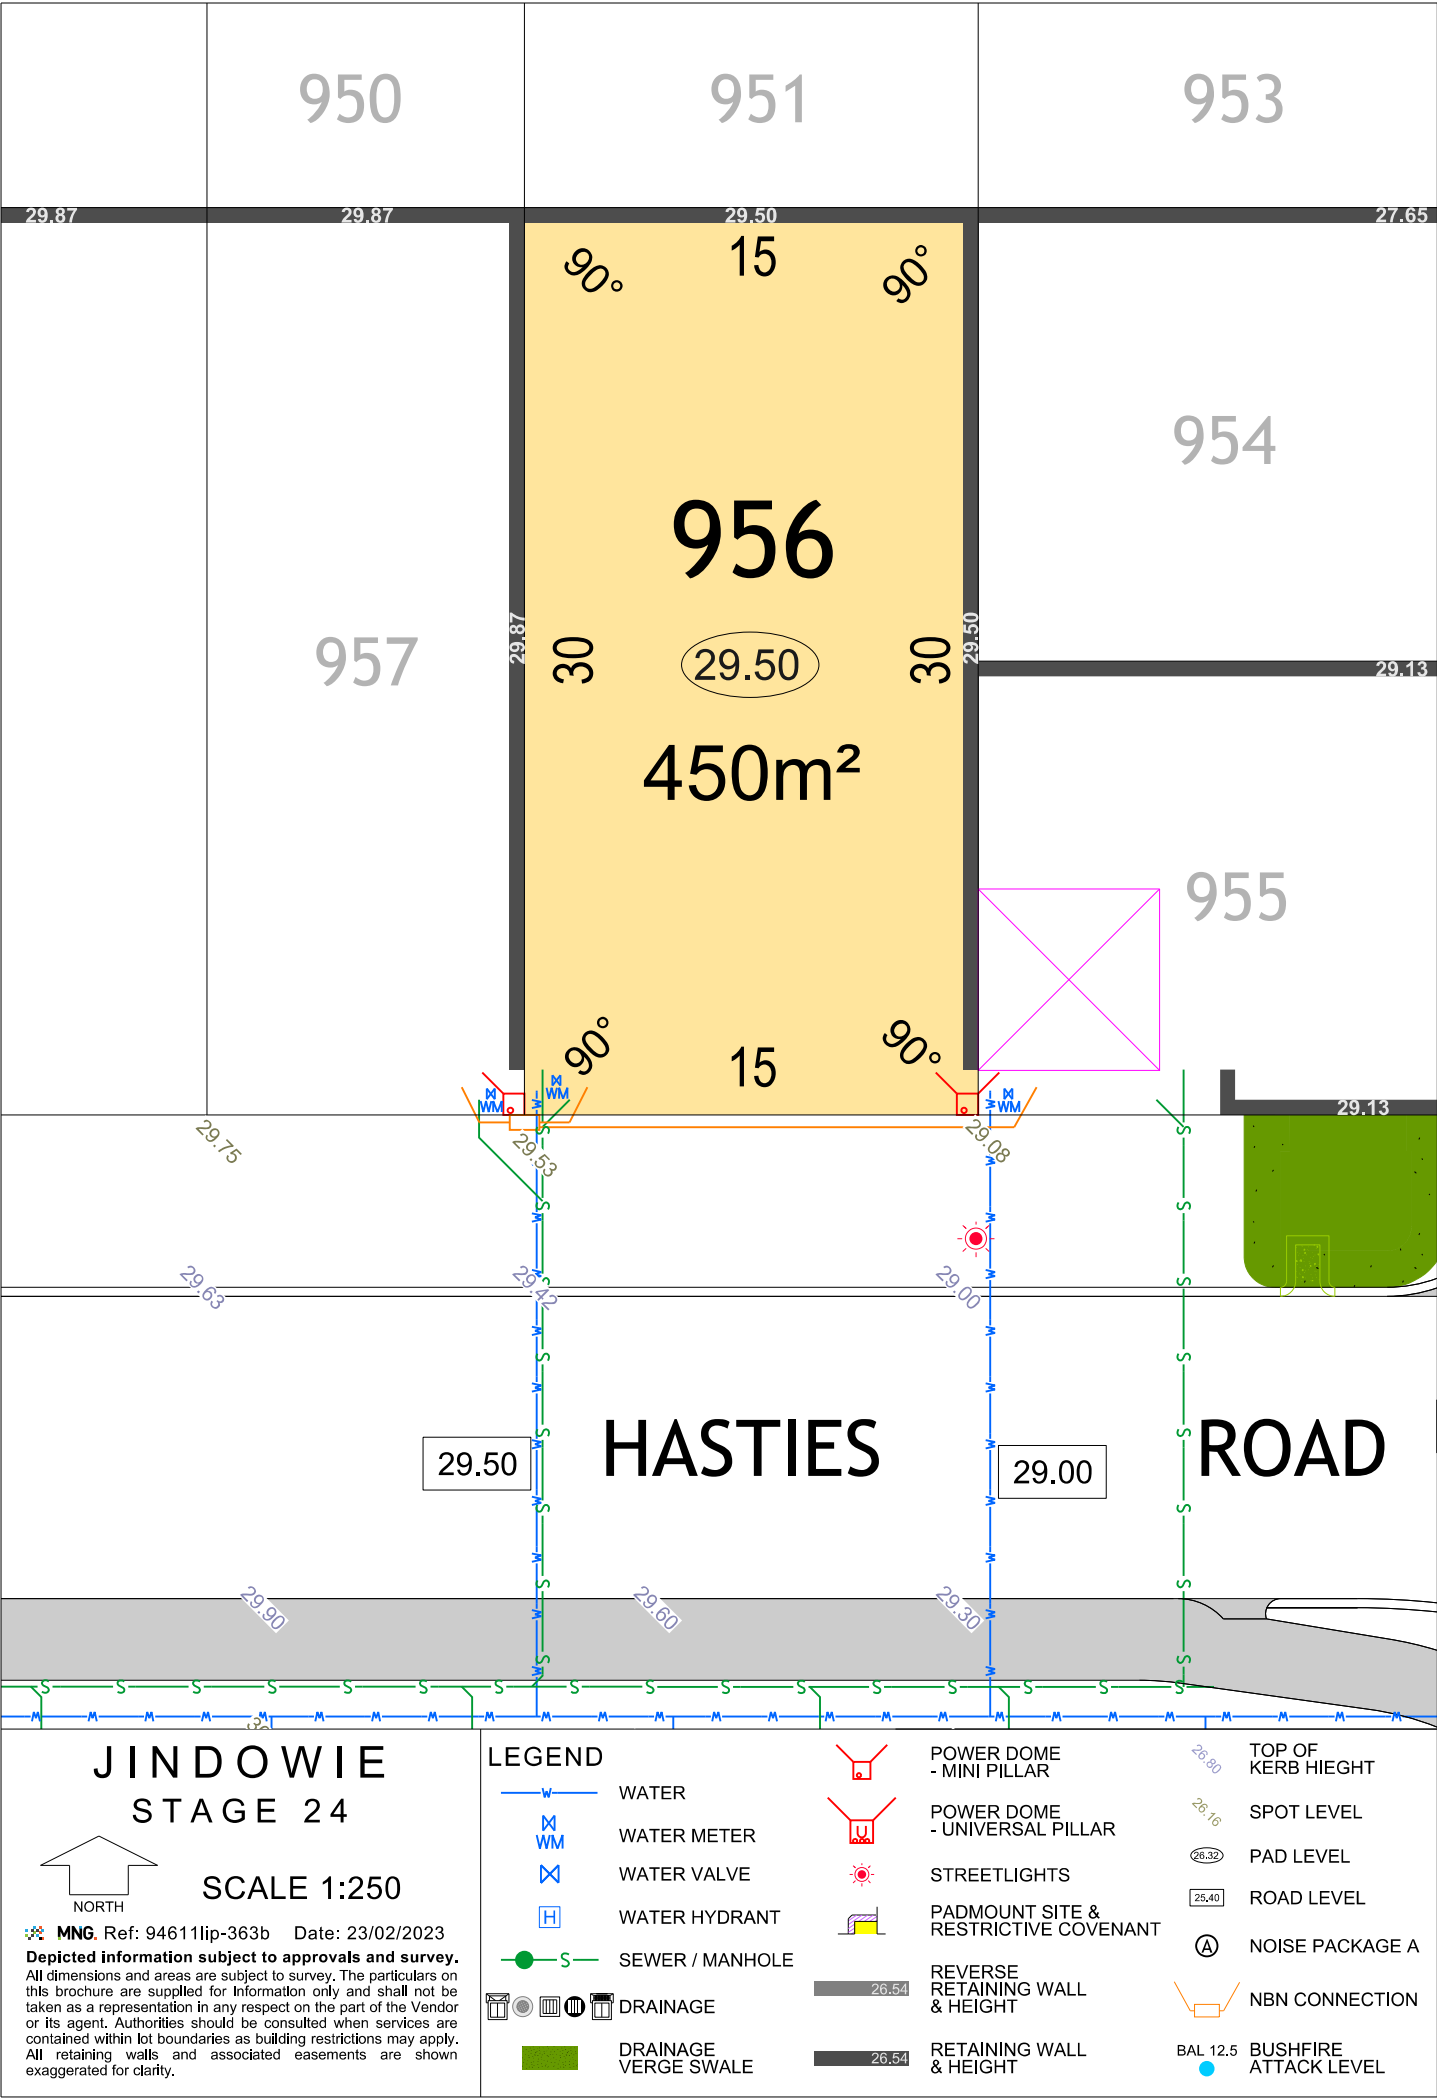 950
951
953
29.87
29.87
29.50
27.65
90°
15
90°
954
956
957
29.87
30
29.50
30
29.50
29.13
450m²
955
90°
15
90°
WM
WM
WM
29.13
29.75
29.53
29.08
29.63
29.42
29.00
29.50
HASTIES
29.00
ROAD
29.90
29.60
29.30
JINDOWIE
STAGE 24
NORTH
SCALE 1:250
MNG. Ref: 94611lip-363b Date: 23/02/2023
Depicted information subject to approvals and survey.
All dimensions and areas are subject to survey. The particulars on
this brochure are supplied for information only and shall not be
taken as a representation in any respect on the part of the Vendor
or its agent. Authorities should be consulted when services are
contained within lot boundaries as building restrictions may apply.
All retaining walls and associated easements are shown
exaggerated for clarity.
LEGEND
W WATER
WM WATER METER
WATER VALVE
H WATER HYDRANT
S SEWER / MANHOLE
DRAINAGE
DRAINAGE
VERGE SWALE
POWER DOME
- MINI PILLAR
POWER DOME
- UNIVERSAL PILLAR
STREETLIGHTS
PADMOUNT SITE &
RESTRICTIVE COVENANT
REVERSE
26.54 RETAINING WALL
& HEIGHT
26.54 RETAINING WALL
& HEIGHT
26.80 TOP OF
KERB HIEGHT
26.16 SPOT LEVEL
26.32 PAD LEVEL
25.40 ROAD LEVEL
A NOISE PACKAGE A
NBN CONNECTION
BAL 12.5 BUSHFIRE
ATTACK LEVEL